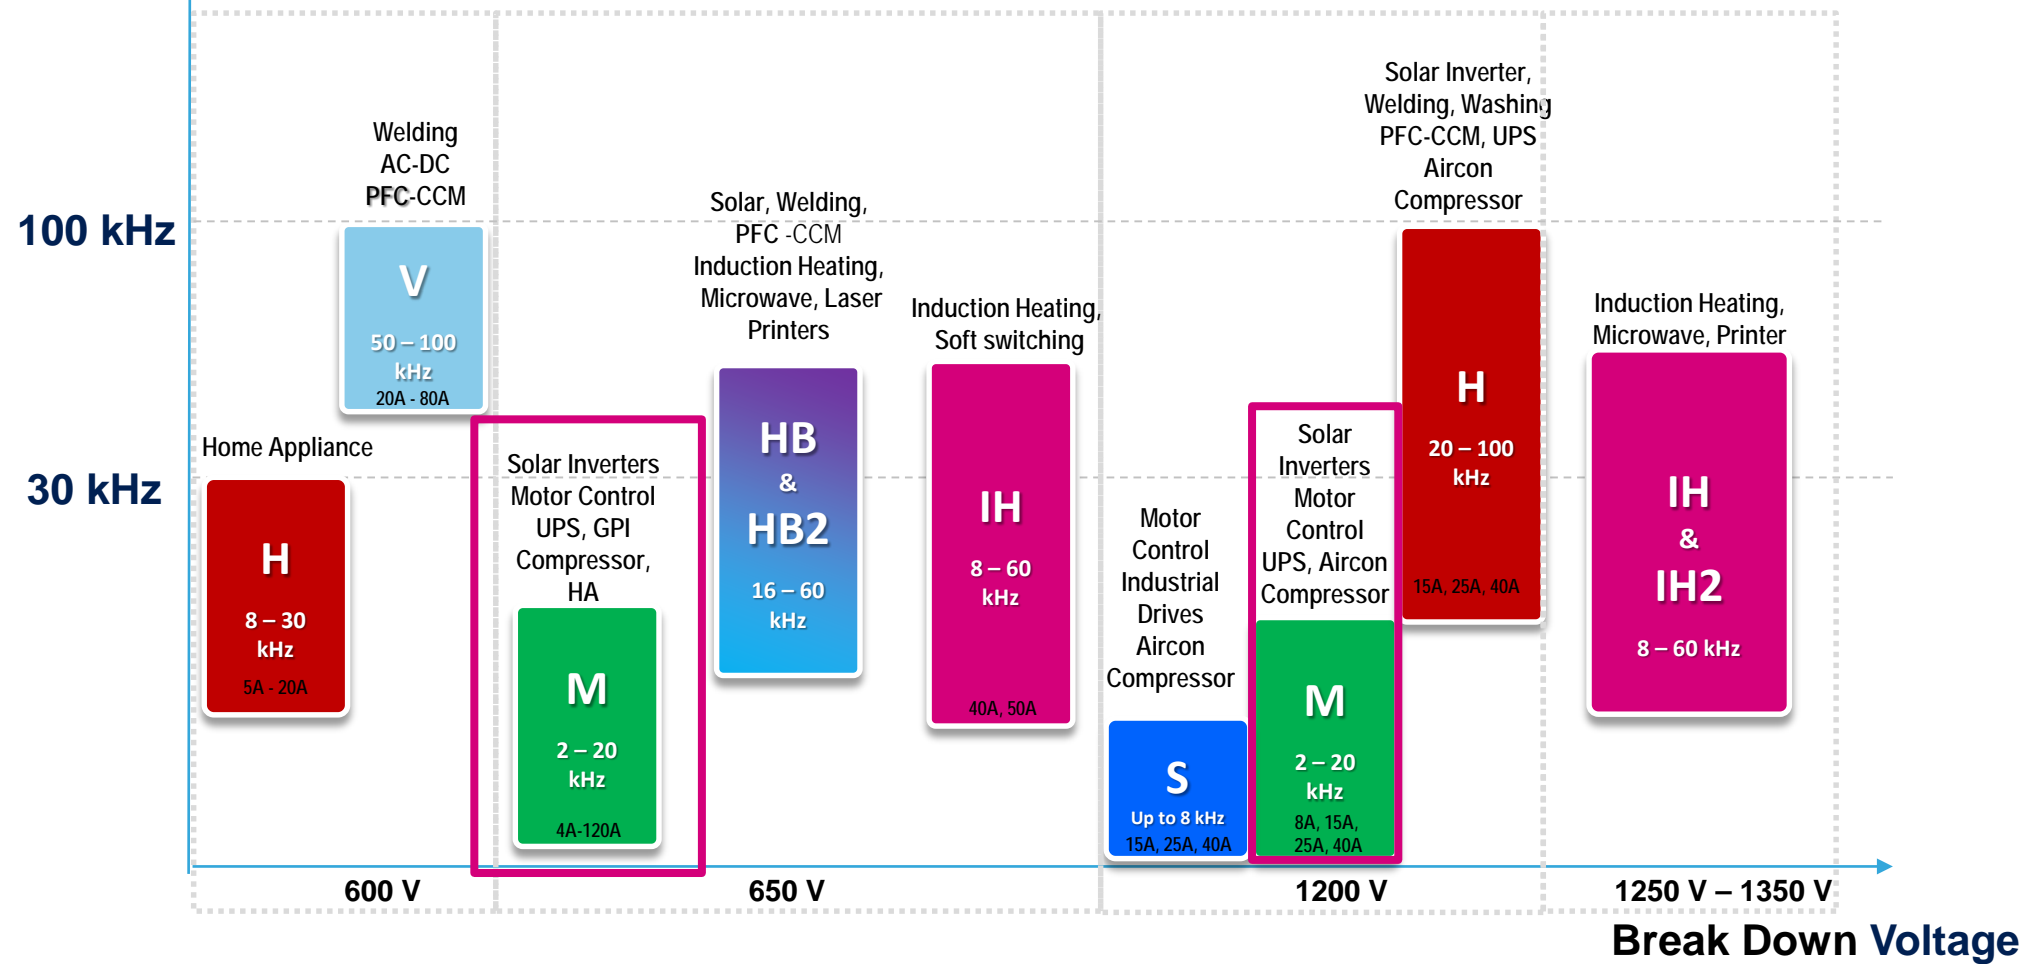 100 kHz
30 kHz
Home Appliance
H
8 – 30
kHz
5A - 20A
Welding
AC-DC
PFC-CCM
V
50 – 100
kHz
20A - 80A
Solar Inverters
Motor Control
UPS, GPI
Compressor,
HA
M
2 – 20
kHz
4A-120A
Solar, Welding,
PFC -CCM
Induction Heating,
Microwave, Laser
Printers
HB
&
HB2
16 – 60
kHz
Induction Heating,
Soft switching
IH
8 – 60
kHz
40A, 50A
Motor
Control
Industrial
Drives
Aircon
Compressor
S
Up to 8 kHz
15A, 25A, 40A
Solar
Inverters
Motor
Control
UPS, Aircon
Compressor
M
2 – 20
kHz
8A, 15A,
25A, 40A
Solar Inverter,
Welding, Washing
PFC-CCM, UPS
Aircon
Compressor
H
20 – 100
kHz
15A, 25A, 40A
Induction Heating,
Microwave, Printer
IH
&
IH2
8 – 60 kHz
600 V
650 V
1200 V
1250 V – 1350 V
Break Down Voltage